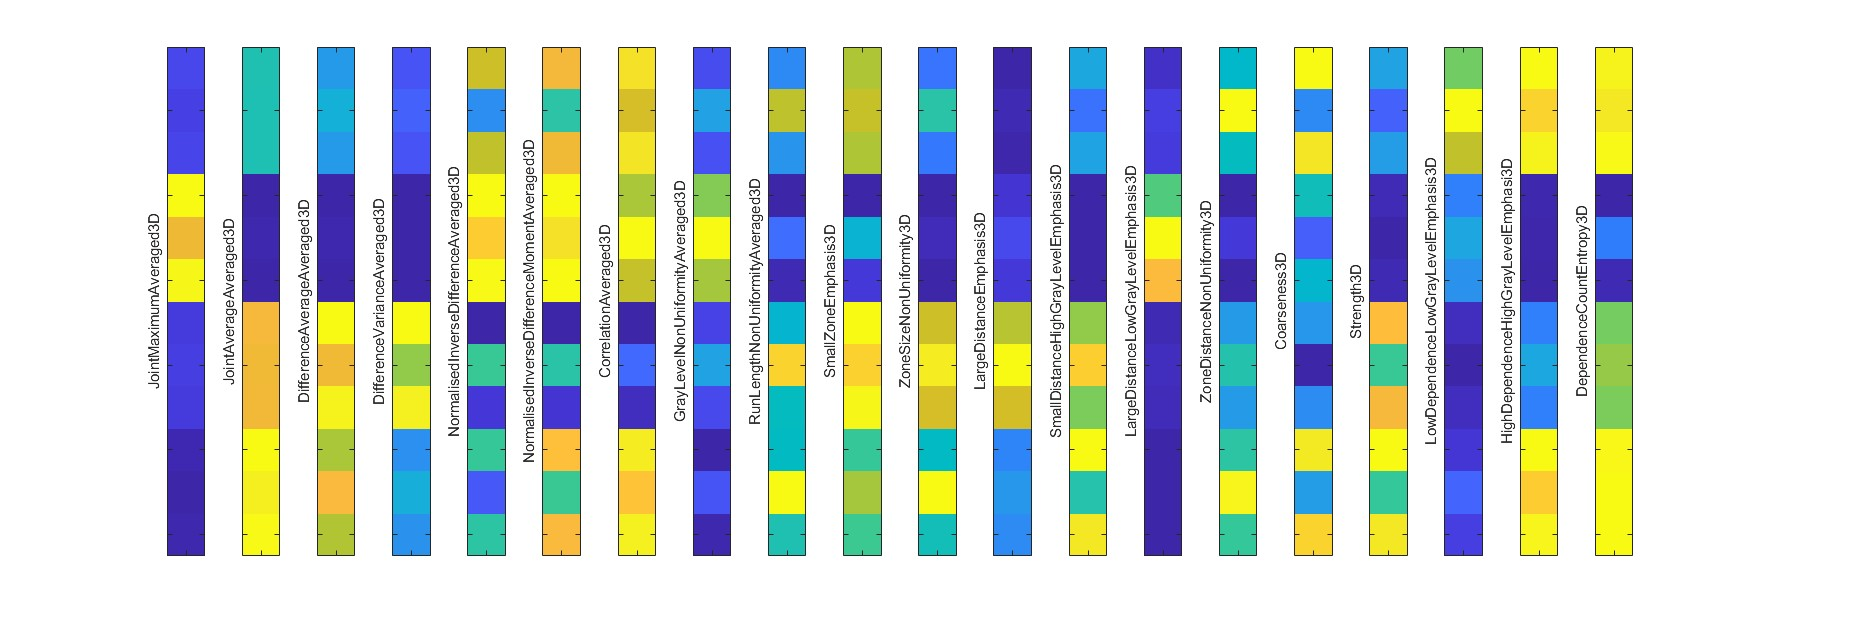 JointMaximumAveraged3D
JointAverageAveraged3D
DifferenceAverageAveraged3D
DifferenceVarianceAveraged3D
NormalisedInverseDifferenceAveraged3D
NormalisedInverseDifferenceMomentAveraged3D
CorrelationAveraged3D
GrayLevelNonUniformityAveraged3D
RunLengthNonUniformityAveraged3D
SmallZoneEmphasis3D
ZoneSizeNonUniformity3D
LargeDistanceEmphasis3D
SmallDistanceHighGrayLevelEmphasis3D
LargeDistanceLowGrayLevelEmphasis3D
ZoneDistanceNonUniformity3D
Coarseness3D
Strength3D
LowDependenceLowGrayLevelEmphasis3D
HighDependenceHighGrayLevelEmphasi3D
DependenceCountEntropy3D